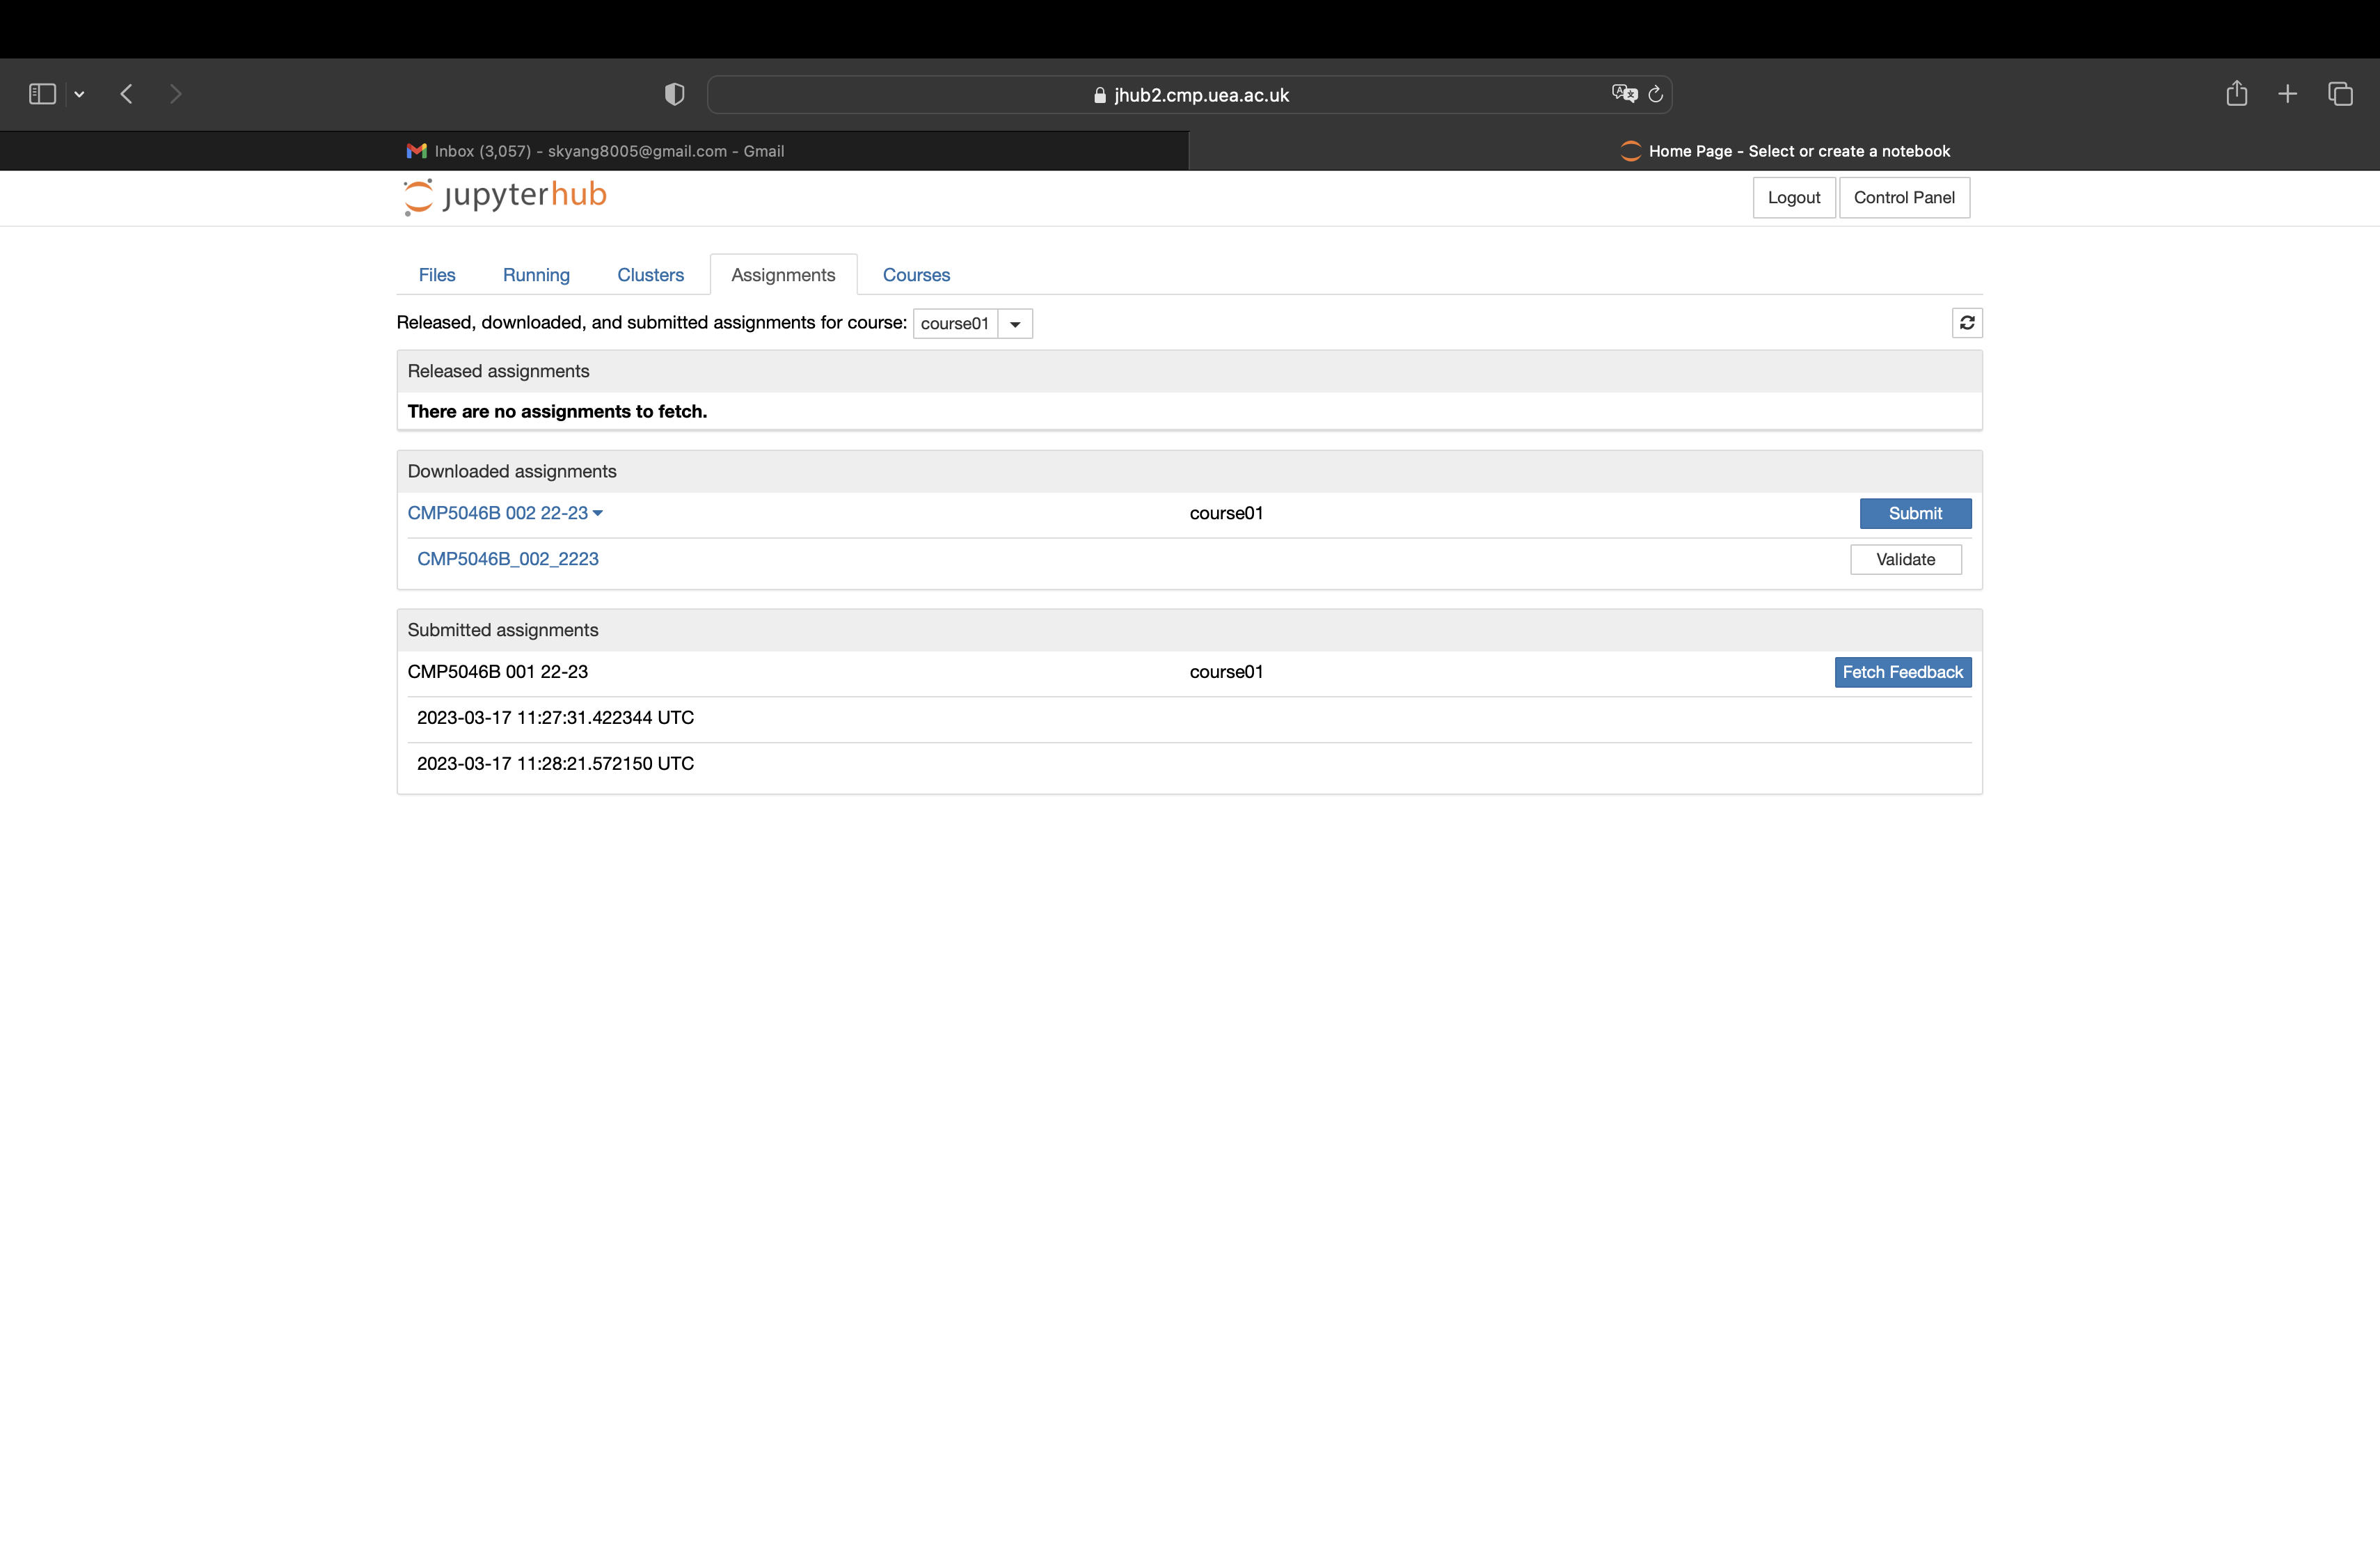 jhub2.cmp.uea.ac.uk
Inbox (3,057) - skyang8005@gmail.com - Gmail
Home Page - Select or create a notebook
jupyterhub
Logout
Control Panel
Files
Running
Clusters
Assignments
Courses
Released, downloaded, and submitted assignments for course:
course01
Released assignments
There are no assignments to fetch.
Downloaded assignments
CMP5046B 002 22-23
course01
Submit
CMP5046B_002_2223
Validate
Submitted assignments
CMP5046B 001 22-23
course01
Fetch Feedback
2023-03-17 11:27:31.422344 UTC
2023-03-17 11:28:21.572150 UTC